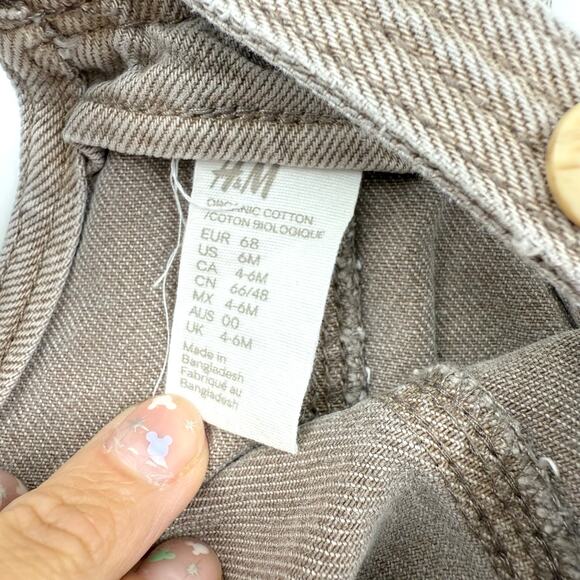 H&M
ORGANIC COTTON
/COTON BIOLOGIQUE
EUR 68
US 6M
CA 4-6M
CN 66/48
MX 4-6M
AUS 00
UK 4-6M
Made in
Bangladesh
Fabriqué au
Bangladesh